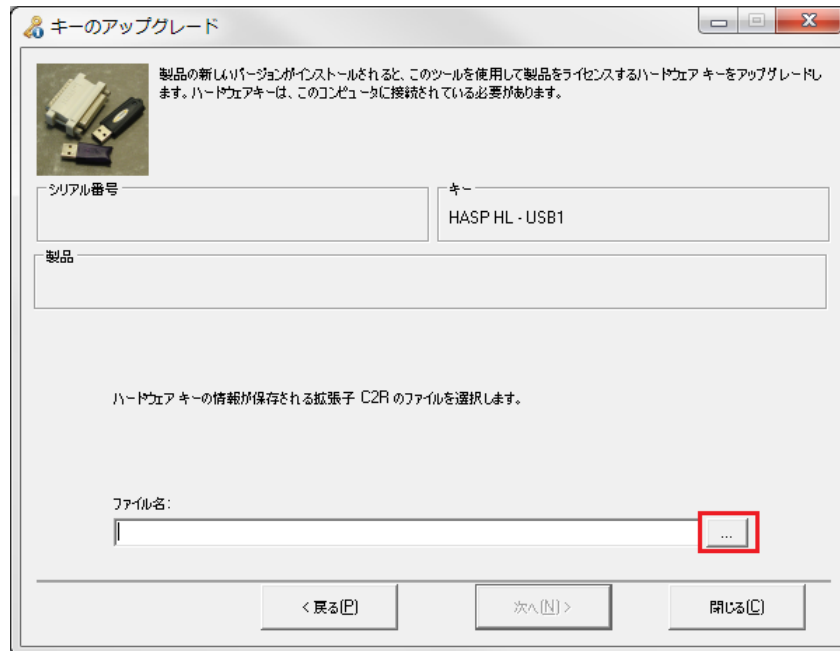 キーのアップグレード
製品の新しいバージョンがインストールされると、このツールを使用して製品をライセンスするハードウェア キーをアップグレードし
ます。ハードウェアキーは、このコンピュータに接続されている必要があります。
シリアル番号
キー
HASP HL - USB1
製品
ハードウェア キーの情報が保存される拡張子 C2R のファイルを選択します。
ファイル名:
...
< 戻る(P)
次へ(N) >
閉じる(C)